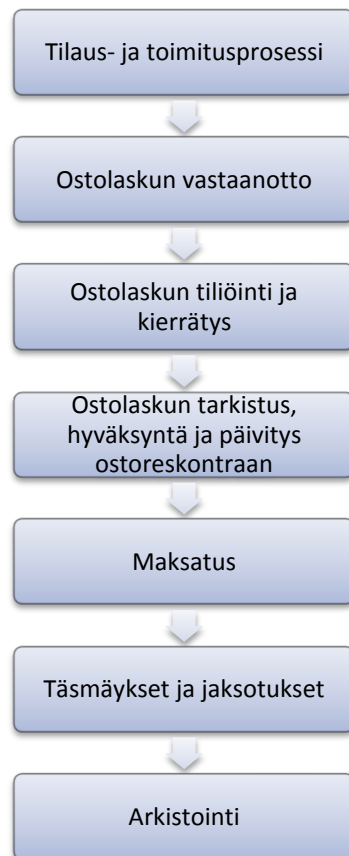 Tilaus- ja toimitusprosessi
Ostolaskun vastaanotto
Ostolaskun tiliöinti ja
kierrätys
Ostolaskun tarkistus,
hyväksyntä ja päivitys
ostoreskontraan
Maksatus
Täsmäykset ja jaksotukset
Arkistointi